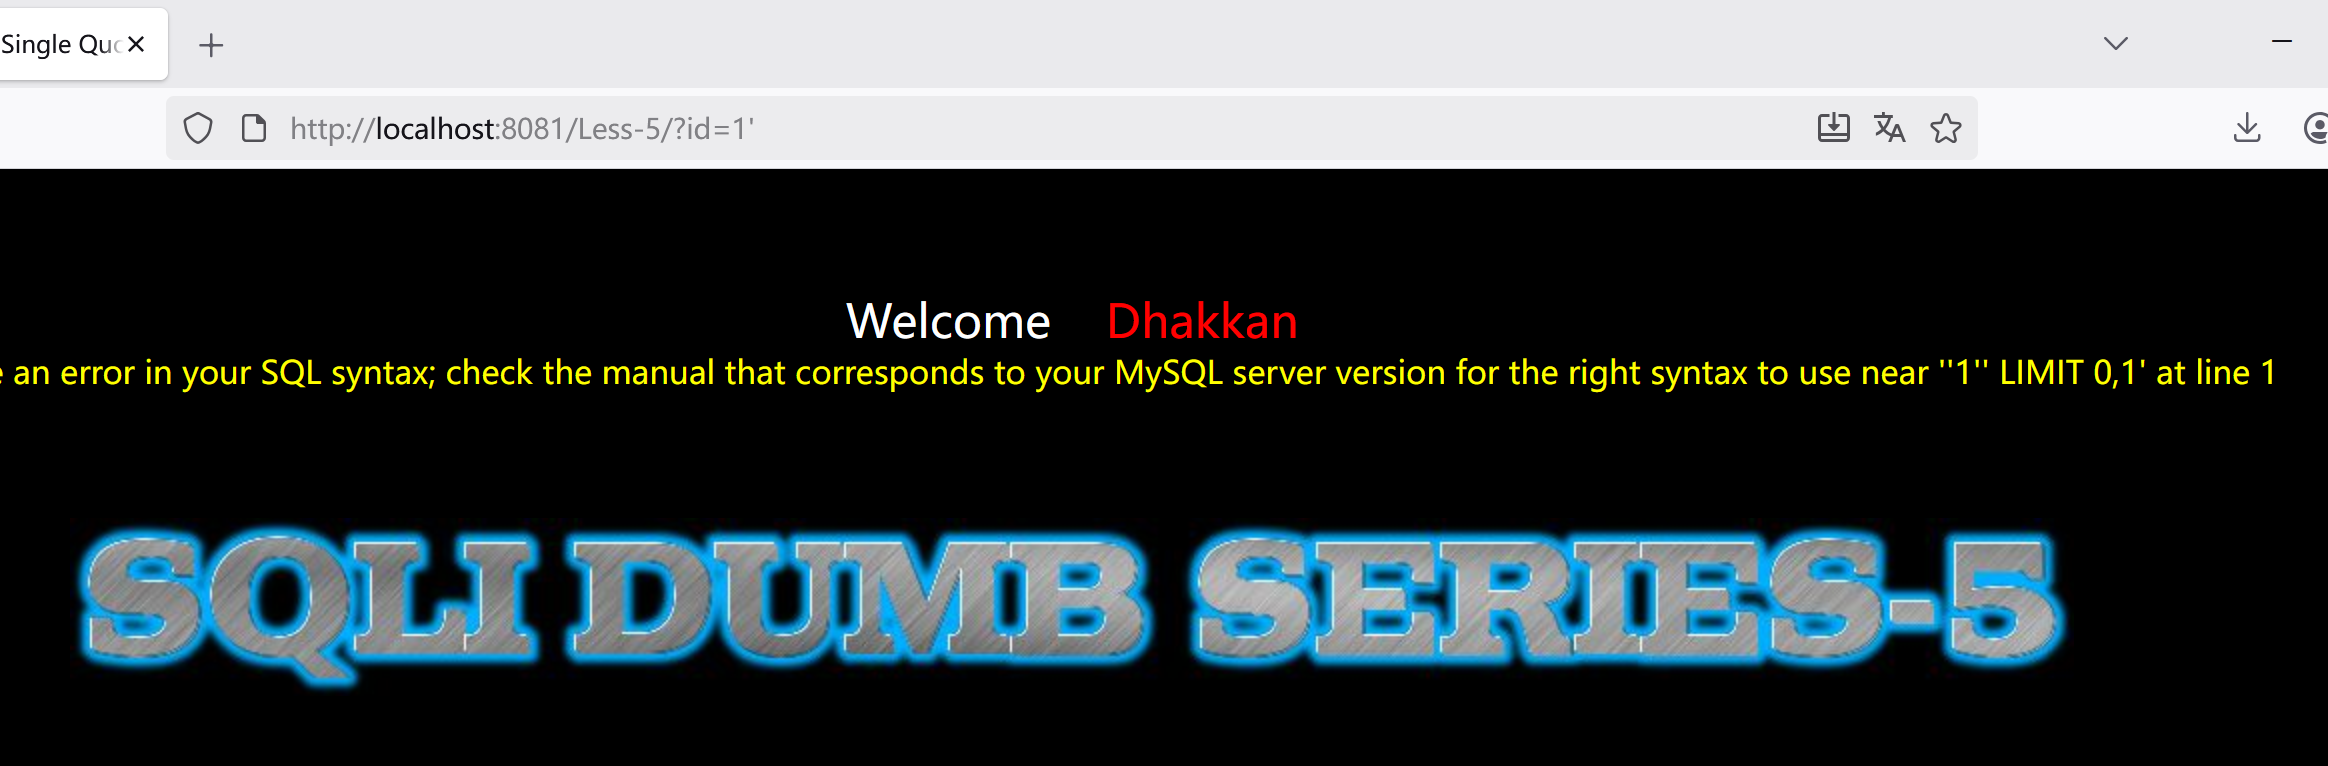 Single Quo
http://localhost:8081/Less-5/?id=1'
Welcome Dhakkan
an error in your SQL syntax; check the manual that corresponds to your MySQL server version for the right syntax to use near ''1'' LIMIT 0,1' at line 1
SQLI DUMB SERIES-5